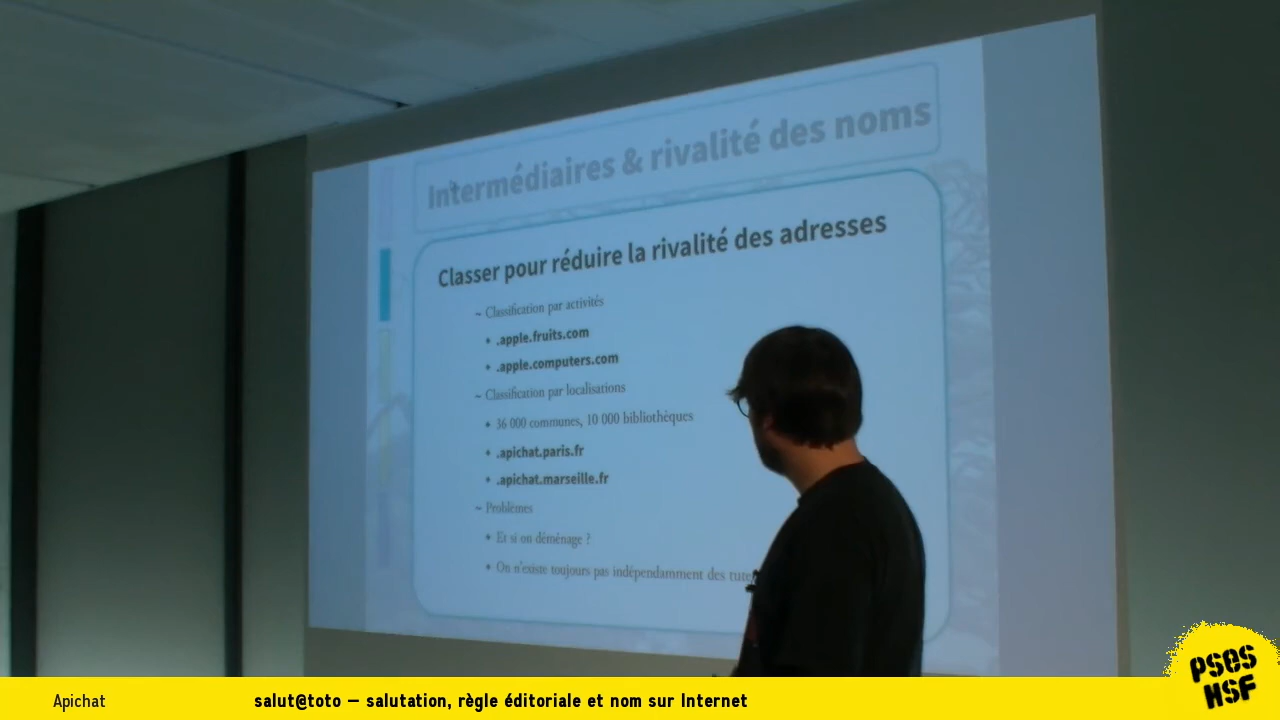 Intermédiaires & rivalité des noms
Classer pour réduire la rivalité des adresses
~ Classification par activités
• .apple.fruits.com
• .apple.computers.com
~ Classification par localisations
• 36 000 communes, 10 000 bibliothèques
• .apichat.paris.fr
• .apichat.marseille.fr
~ Problèmes
• Et si on déménage ?
• On n'existe toujours pas indépendamment des
PSES
HSF
Apichat
salut@toto — salutation, règle éditoriale et nom sur Internet